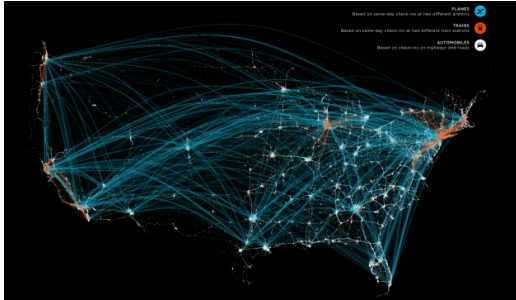 PLANES
Based on same-day check-ins at two different airports
TRAINS
Based on same-day check-ins at two different train stations
AUTOMOBILES
Based on check-ins on highways and roads